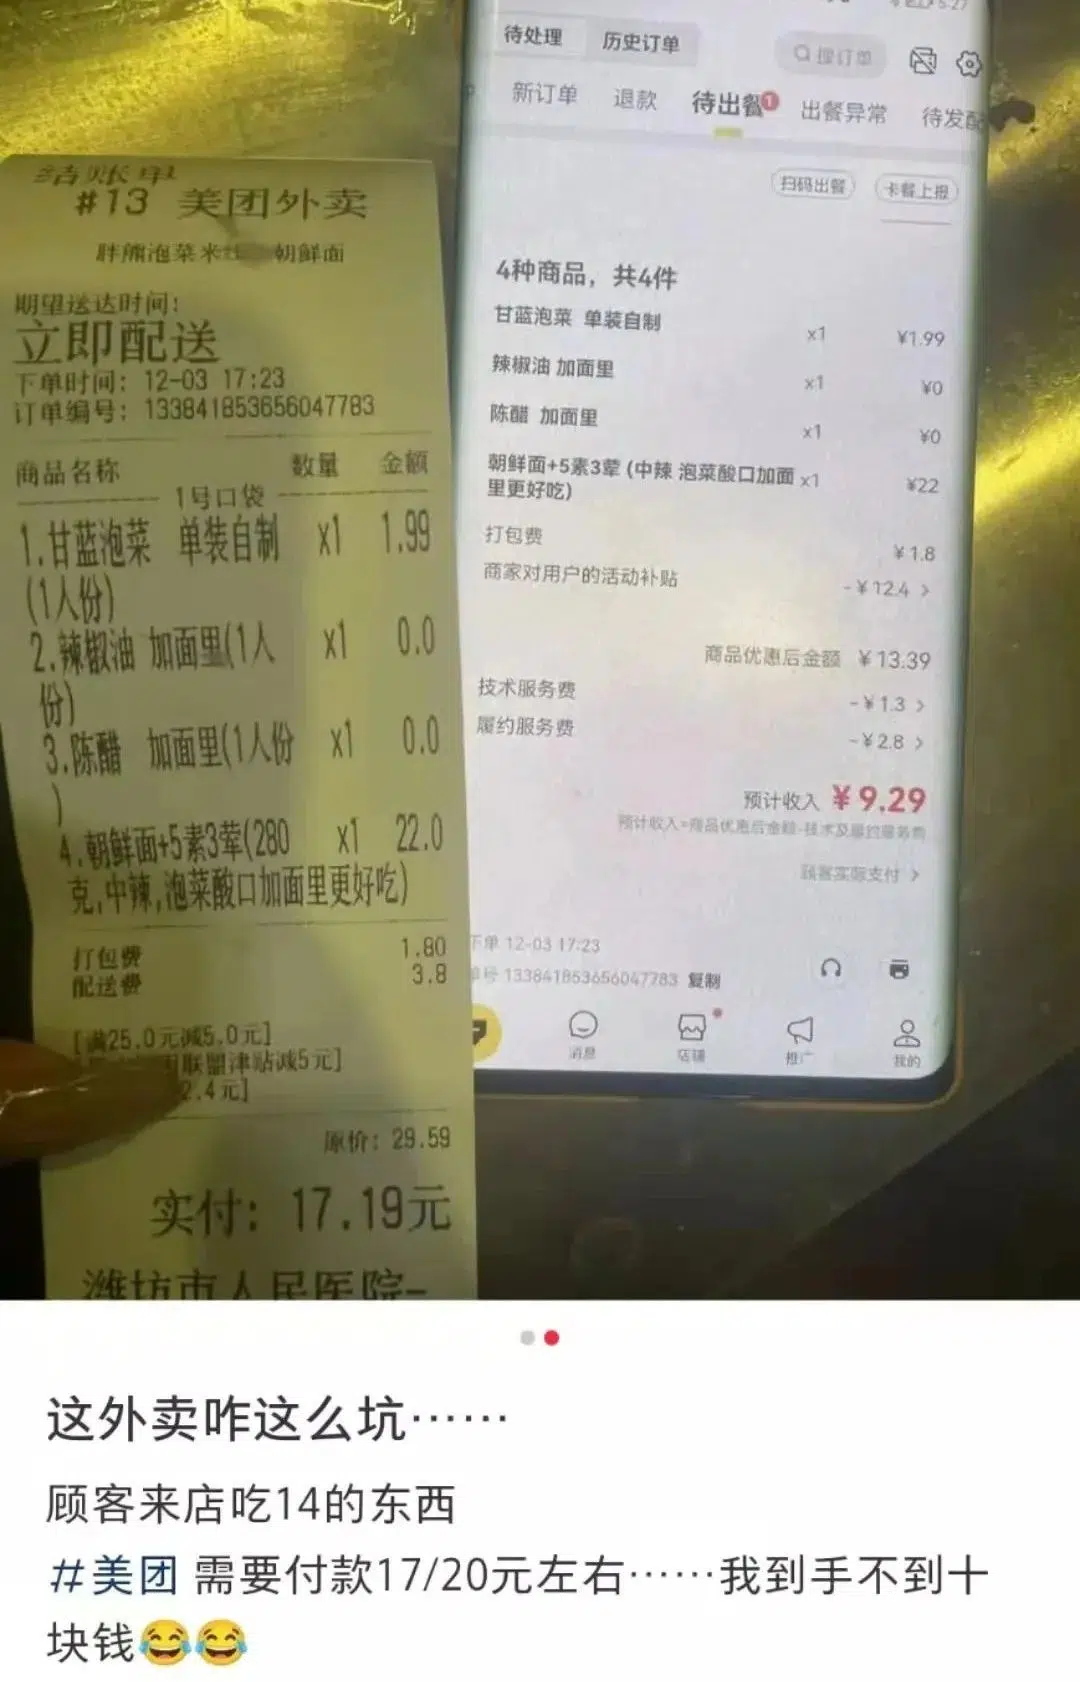 结账单
#13 美团外卖
胖熊泡菜米 朝鲜面
期望送达时间:
立即配送
下单时间: 12-03 17:23
订单编号: 133841853656047783
商品名称 数量 金额
1号口袋
1.甘蓝泡菜 单装自制 x1 1.99
(1人份)
2.辣椒油 加面里(1人 x1 0.0
份)
3.陈醋 加面里(1人份 x1 0.0
)
4.朝鲜面+5素3荤(280 x1 22.0
克,中辣,泡菜酸口加面里更好吃)
打包费 1.80
配送费 3.8
[满25.0元减5.0元]
联盟津贴减5元]
2.4元]
原价: 29.59
实付: 17.19元
潍坊市人民医院-
5:27
待处理 历史订单 搜订单
新订单 退款 待出餐 1 出餐异常 待发配
扫码出餐 卡餐上报
4种商品，共4件
甘蓝泡菜 单装自制 x1 ¥1.99
辣椒油 加面里 x1 ¥0
陈醋 加面里 x1 ¥0
朝鲜面+5素3荤 (中辣 泡菜酸口加面 x1 ¥22
里更好吃)
打包费 ¥1.8
商家对用户的活动补贴 -¥12.4 >
商品优惠后金额 ¥13.39
技术服务费 -¥1.3 >
履约服务费 -¥2.8 >
预计收入 ¥9.29
预计收入=商品优惠后金额-技术及履约服务费
顾客实际支付 >
下单 12-03 17:23
单号 133841853656047783 复制
消息 店铺 推广 我的
这外卖咋这么坑……
顾客来店吃14的东西
#美团 需要付款17/20元左右……我到手不到十
块钱😂😂